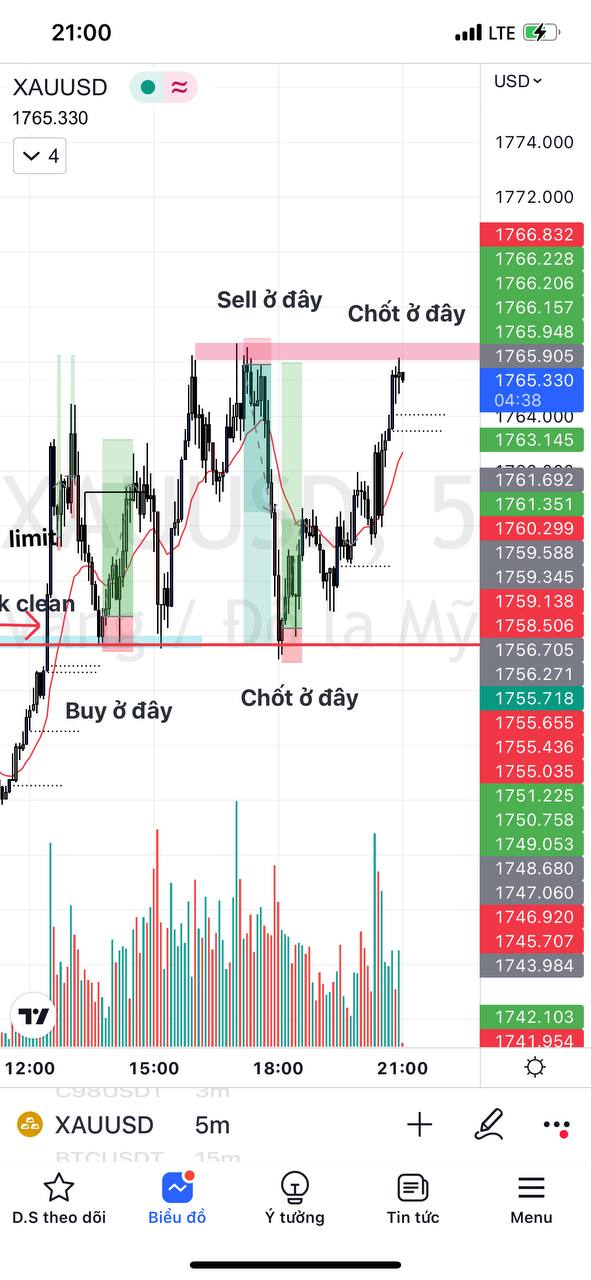 21:00
LTE
XAUUSD
USD
1765.330
4
1774.000
1772.000
1766.832
1766.228
1766.206
1766.157
1765.948
1765.905
1765.330
04:38
1764.000
1763.145
1761.692
1761.351
1760.299
1759.588
1759.345
1759.138
1758.506
1756.705
1756.271
1755.718
1755.655
1755.436
1755.035
1751.225
1750.758
1749.053
1748.680
1747.060
1746.920
1745.707
1743.984
1742.103
1741.954
Sell ở đây
Chốt ở đây
XAUUSD, 5
limit
k clean
Vàng / Đô la Mỹ
Buy ở đây
Chốt ở đây
12:00
15:00
18:00
21:00
C98USDT 3m
XAUUSD 5m
BTCUSDT 15m
D.S theo dõi
Biểu đồ
Ý tưởng
Tin tức
Menu